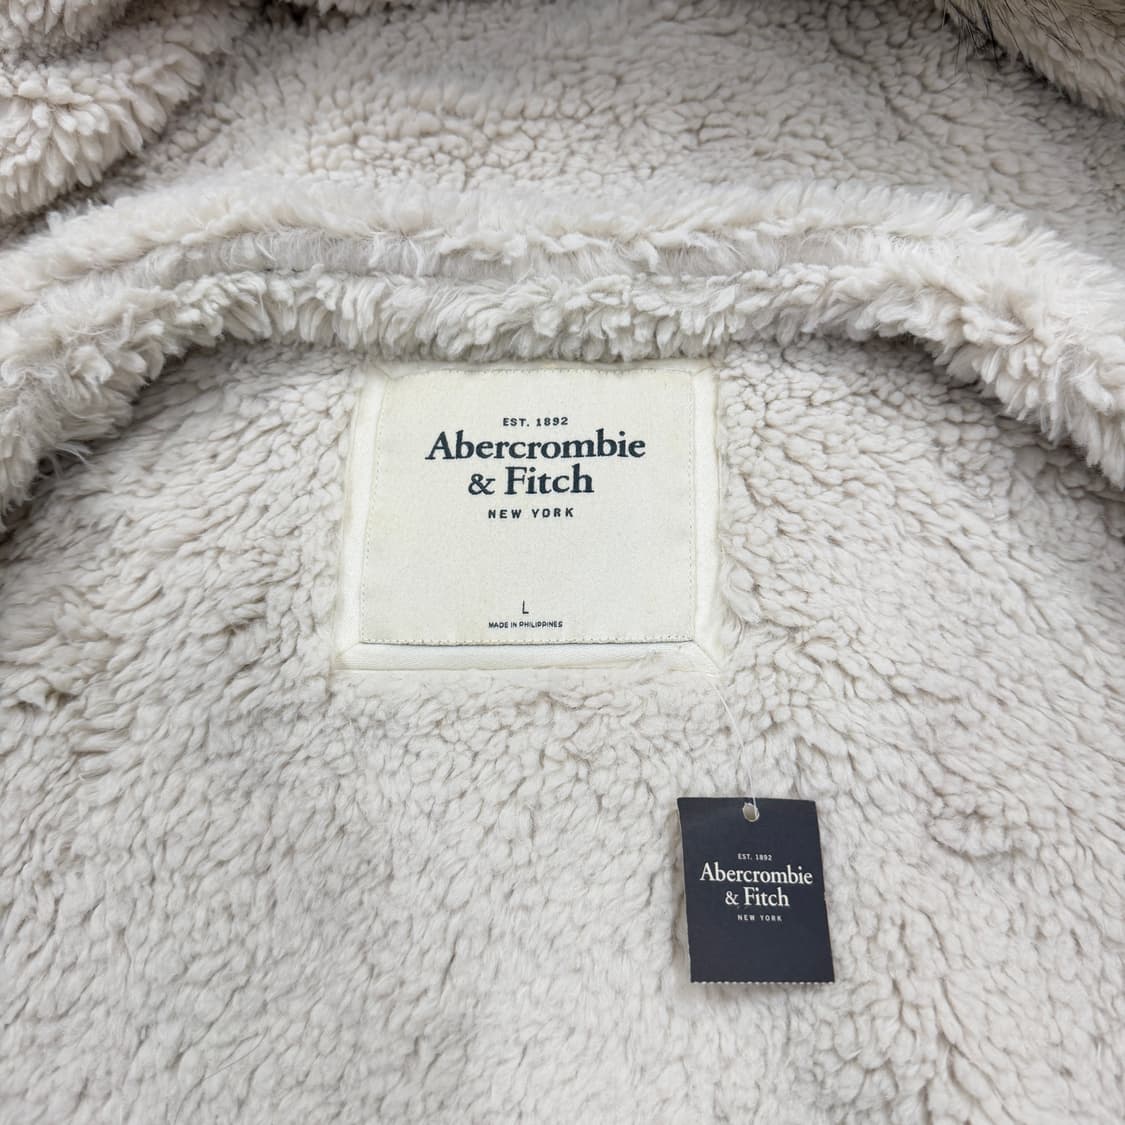 EST. 1892
Abercrombie
& Fitch
NEW YORK
L
MADE IN PHILIPPINES
EST. 1892
Abercrombie
& Fitch
NEW YORK